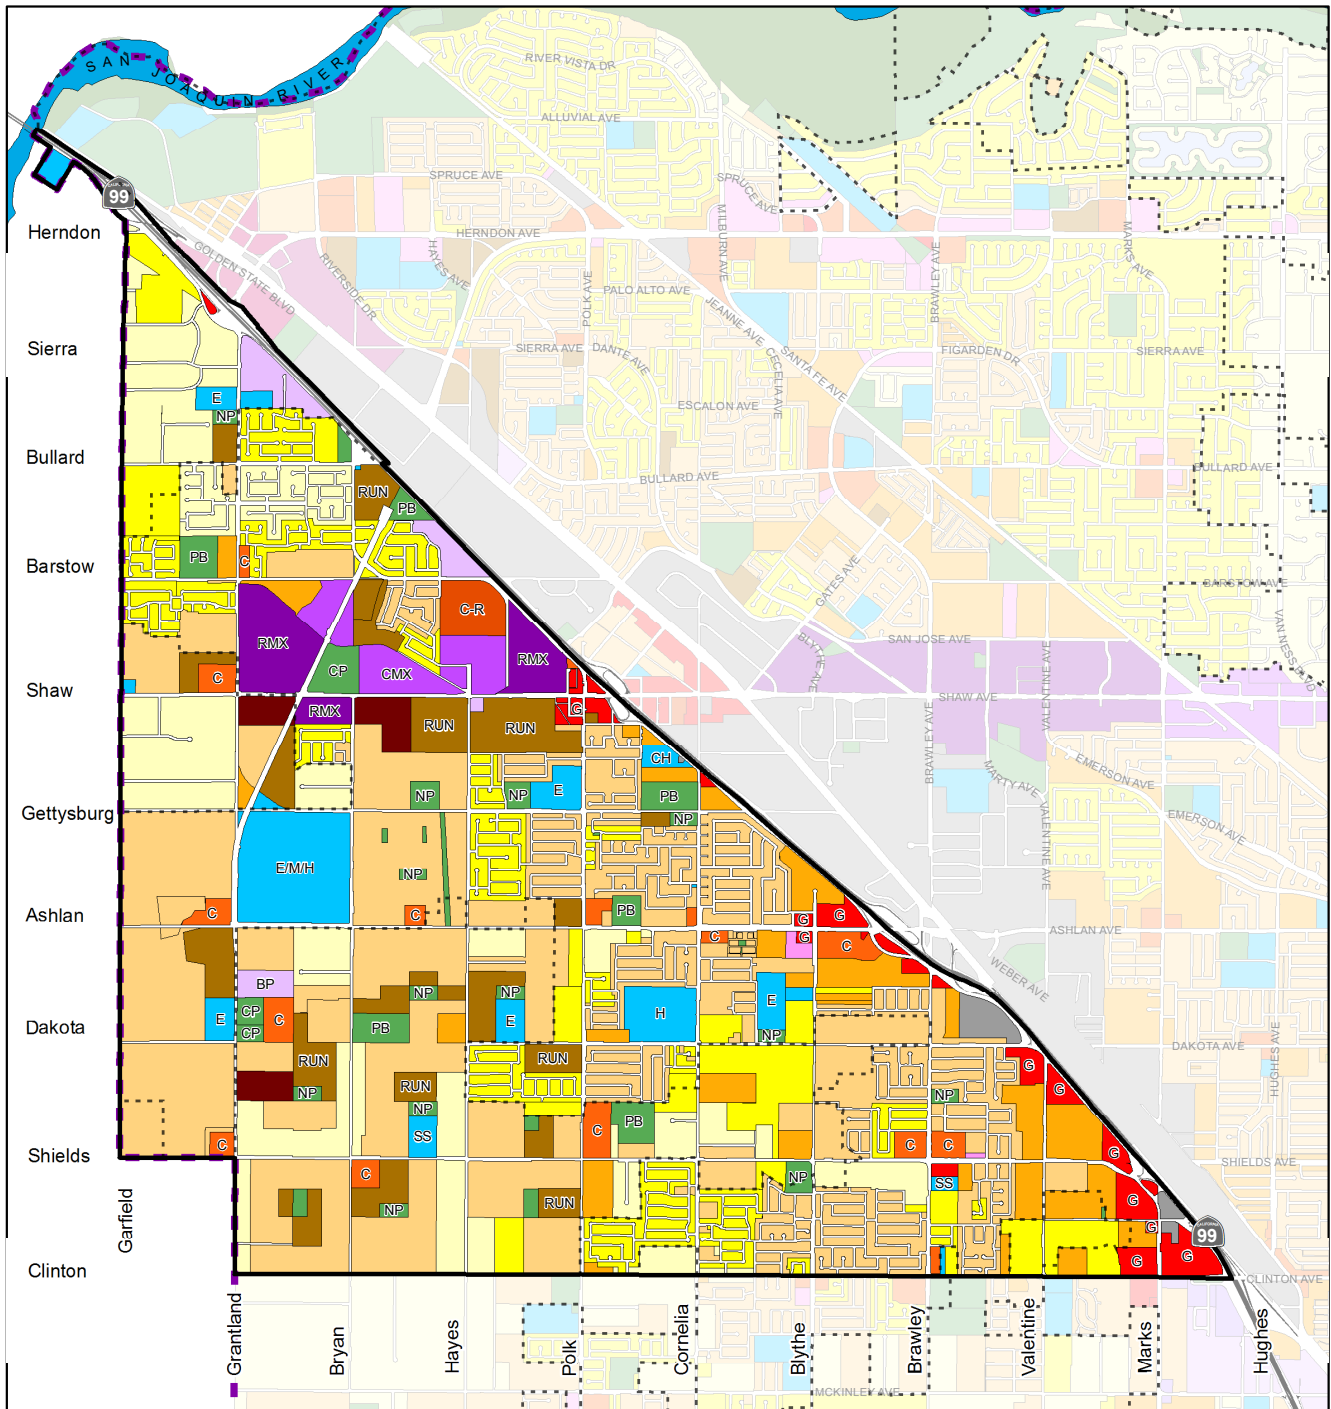 SAN JOAQUIN RIVER
RIVER VISTA DR
ALLUVIAL AVE
SPRUCE AVE
SPRUCE AVE
CALIFORNIA
99
MILBURN AVE
Herndon
HERNDON AVE
MARKS AVE
GOLDEN STATE BLVD
RIVERSIDE DR
HAYES AVE
BRAWLEY AVE
POLK AVE
PALO ALTO AVE
JEANNE AVE
Sierra
SIERRA AVE
DANTE AVE
CECELIA AVE
SANTA FE AVE
FIGARDEN DR
SIERRA AVE
E
NP
ESCALON AVE
Bullard
BULLARD AVE
BULLARD AVE
RUN
PB
Barstow
PB
C
GATES AVE
BARSTOW AVE
C-R
VAN NESS BLVD
RMX
RMX
SAN JOSE AVE
BLYTHE AVE
VALENTINE AVE
C
CP
CMX
Shaw
SHAW AVE
RMX
G
RUN
RUN
BRAWLEY AVE
CH
EMERSON AVE
MARTY AVE
NP
NP
E
PB
Gettysburg
NP
VALENTINE AVE
EMERSON AVE
E/M/H
NP
Ashlan
C
C
PB
G
G
C
G
C
ASHLAN AVE
WEBER AVE
BP
NP
NP
E
Dakota
E
CP
C
CP
PB
E
H
NP
DAKOTA AVE
HUGHES AVE
RUN
RUN
G
RUN
NP
G
NP
NP
SS
C
PB
C
C
C
Shields
G
SHIELDS AVE
C
NP
SS
RUN
NP
G
Garfield
G
CALIFORNIA
99
G
G
Clinton
CLINTON AVE
Grantland
Bryan
Hayes
Polk
Cornelia
Blythe
Brawley
Valentine
Marks
Hughes
MCKINLEY AVE